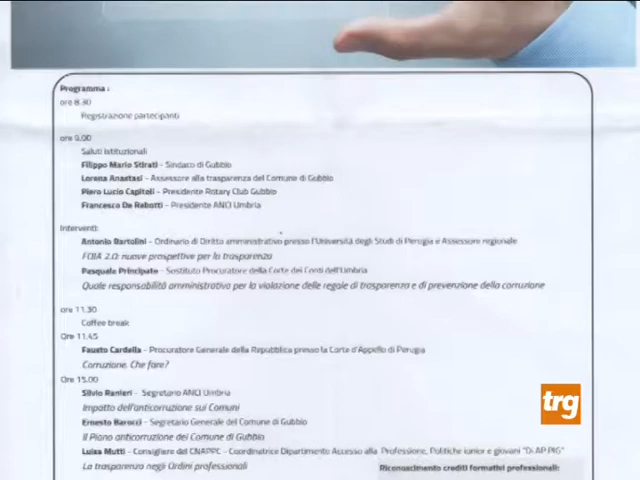 Programma :
ore 8.30
Registrazione partecipanti
ore 9.00
Saluti istituzionali
Filippo Mario Stirati - Sindaco di Gubbio
Lorena Anastasi - Assessore alla trasparenza del Comune di Gubbio
Piero Lucio Capitoli - Presidente Rotary Club Gubbio
Francesco De Rebotti - Presidente ANCI Umbria
Interventi:
Antonio Bartolini - Ordinario di Diritto amministrativo presso l'Università degli Studi di Perugia e Assessore regionale
FOIA 2.0: nuove prospettive per la trasparenza
Pasquale Principato - Sostituto Procuratore della Corte dei Conti dell'Umbria
Quale responsabilità amministrativa per la violazione delle regole di trasparenza e di prevenzione della corruzione
ore 11.30
Coffee break
Ore 11.45
Fausto Cardella - Procuratore Generale della Repubblica presso la Corte d'Appello di Perugia
Corruzione. Che fare?
Ore 15.00
Silvio Ranieri - Segretario ANCI Umbria
Impatto dell'anticorruzione sui Comuni
Ernesto Barocci - Segretario Generale del Comune di Gubbio
Il Piano anticorruzione del Comune di Gubbio
Luisa Mutti - Consigliere del CNAPPC - Coordinatrice Dipartimento Accesso alla Professione, Politiche iunior e giovani "Di.AP.PIG"
La trasparenza negli Ordini professionali
Riconoscimento crediti formativi professionali:
trg